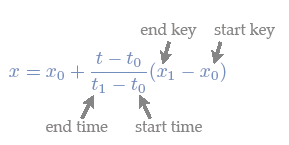 end key start key
x = x₀ + (t − t₀)/(t₁ − t₀) (x₁ − x₀)
end time start time